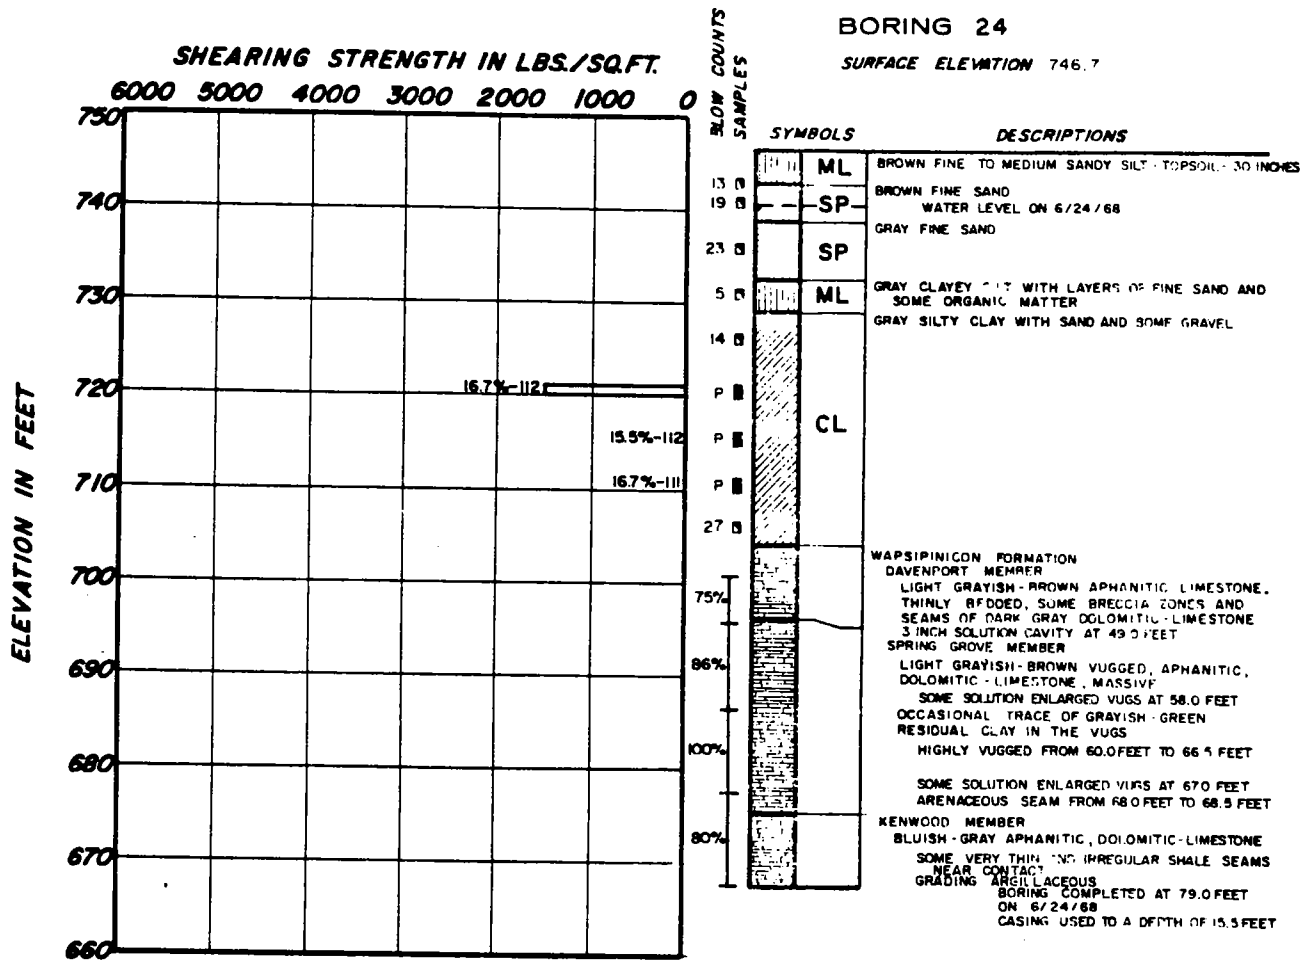 BORING 24
SURFACE ELEVATION 746.7
SHEARING STRENGTH IN LBS./SQ.FT.
6000 5000 4000 3000 2000 1000 0
BLOW COUNTS
SAMPLES
SYMBOLS
DESCRIPTIONS
ELEVATION IN FEET
750
740
730
720
710
700
690
680
670
660
16.7%-112
15.5%-112
16.7%-111
13
19
23
5
14
P
P
P
27
75%
86%
100%
80%
ML
SP
SP
ML
CL
BROWN FINE TO MEDIUM SANDY SILT - TOPSOIL - 30 INCHES
BROWN FINE SAND
WATER LEVEL ON 6/24/68
GRAY FINE SAND
GRAY CLAYEY WITH LAYERS OF FINE SAND AND
SOME ORGANIC MATTER
GRAY SILTY CLAY WITH SAND AND SOME GRAVEL
WAPSIPINICON FORMATION
DAVENPORT MEMBER
LIGHT GRAYISH-BROWN APHANITIC LIMESTONE,
THINLY BEDDED, SOME BRECCIA ZONES AND
SEAMS OF DARK GRAY DOLOMITIC-LIMESTONE
3 INCH SOLUTION CAVITY AT 49.0 FEET
SPRING GROVE MEMBER
LIGHT GRAYISH-BROWN VUGGED, APHANITIC,
DOLOMITIC-LIMESTONE, MASSIVE
SOME SOLUTION ENLARGED VUGS AT 58.0 FEET
OCCASIONAL TRACE OF GRAYISH-GREEN
RESIDUAL CLAY IN THE VUGS
HIGHLY VUGGED FROM 60.0 FEET TO 66.5 FEET
SOME SOLUTION ENLARGED VUGS AT 67.0 FEET
ARENACEOUS SEAM FROM 68.0 FEET TO 68.5 FEET
KENWOOD MEMBER
BLUISH-GRAY APHANITIC, DOLOMITIC-LIMESTONE
SOME VERY THIN IRREGULAR SHALE SEAMS
NEAR CONTACT
GRADING ARGILLACEOUS
BORING COMPLETED AT 79.0 FEET
ON 6/24/68
CASING USED TO A DEPTH OF 15.5 FEET